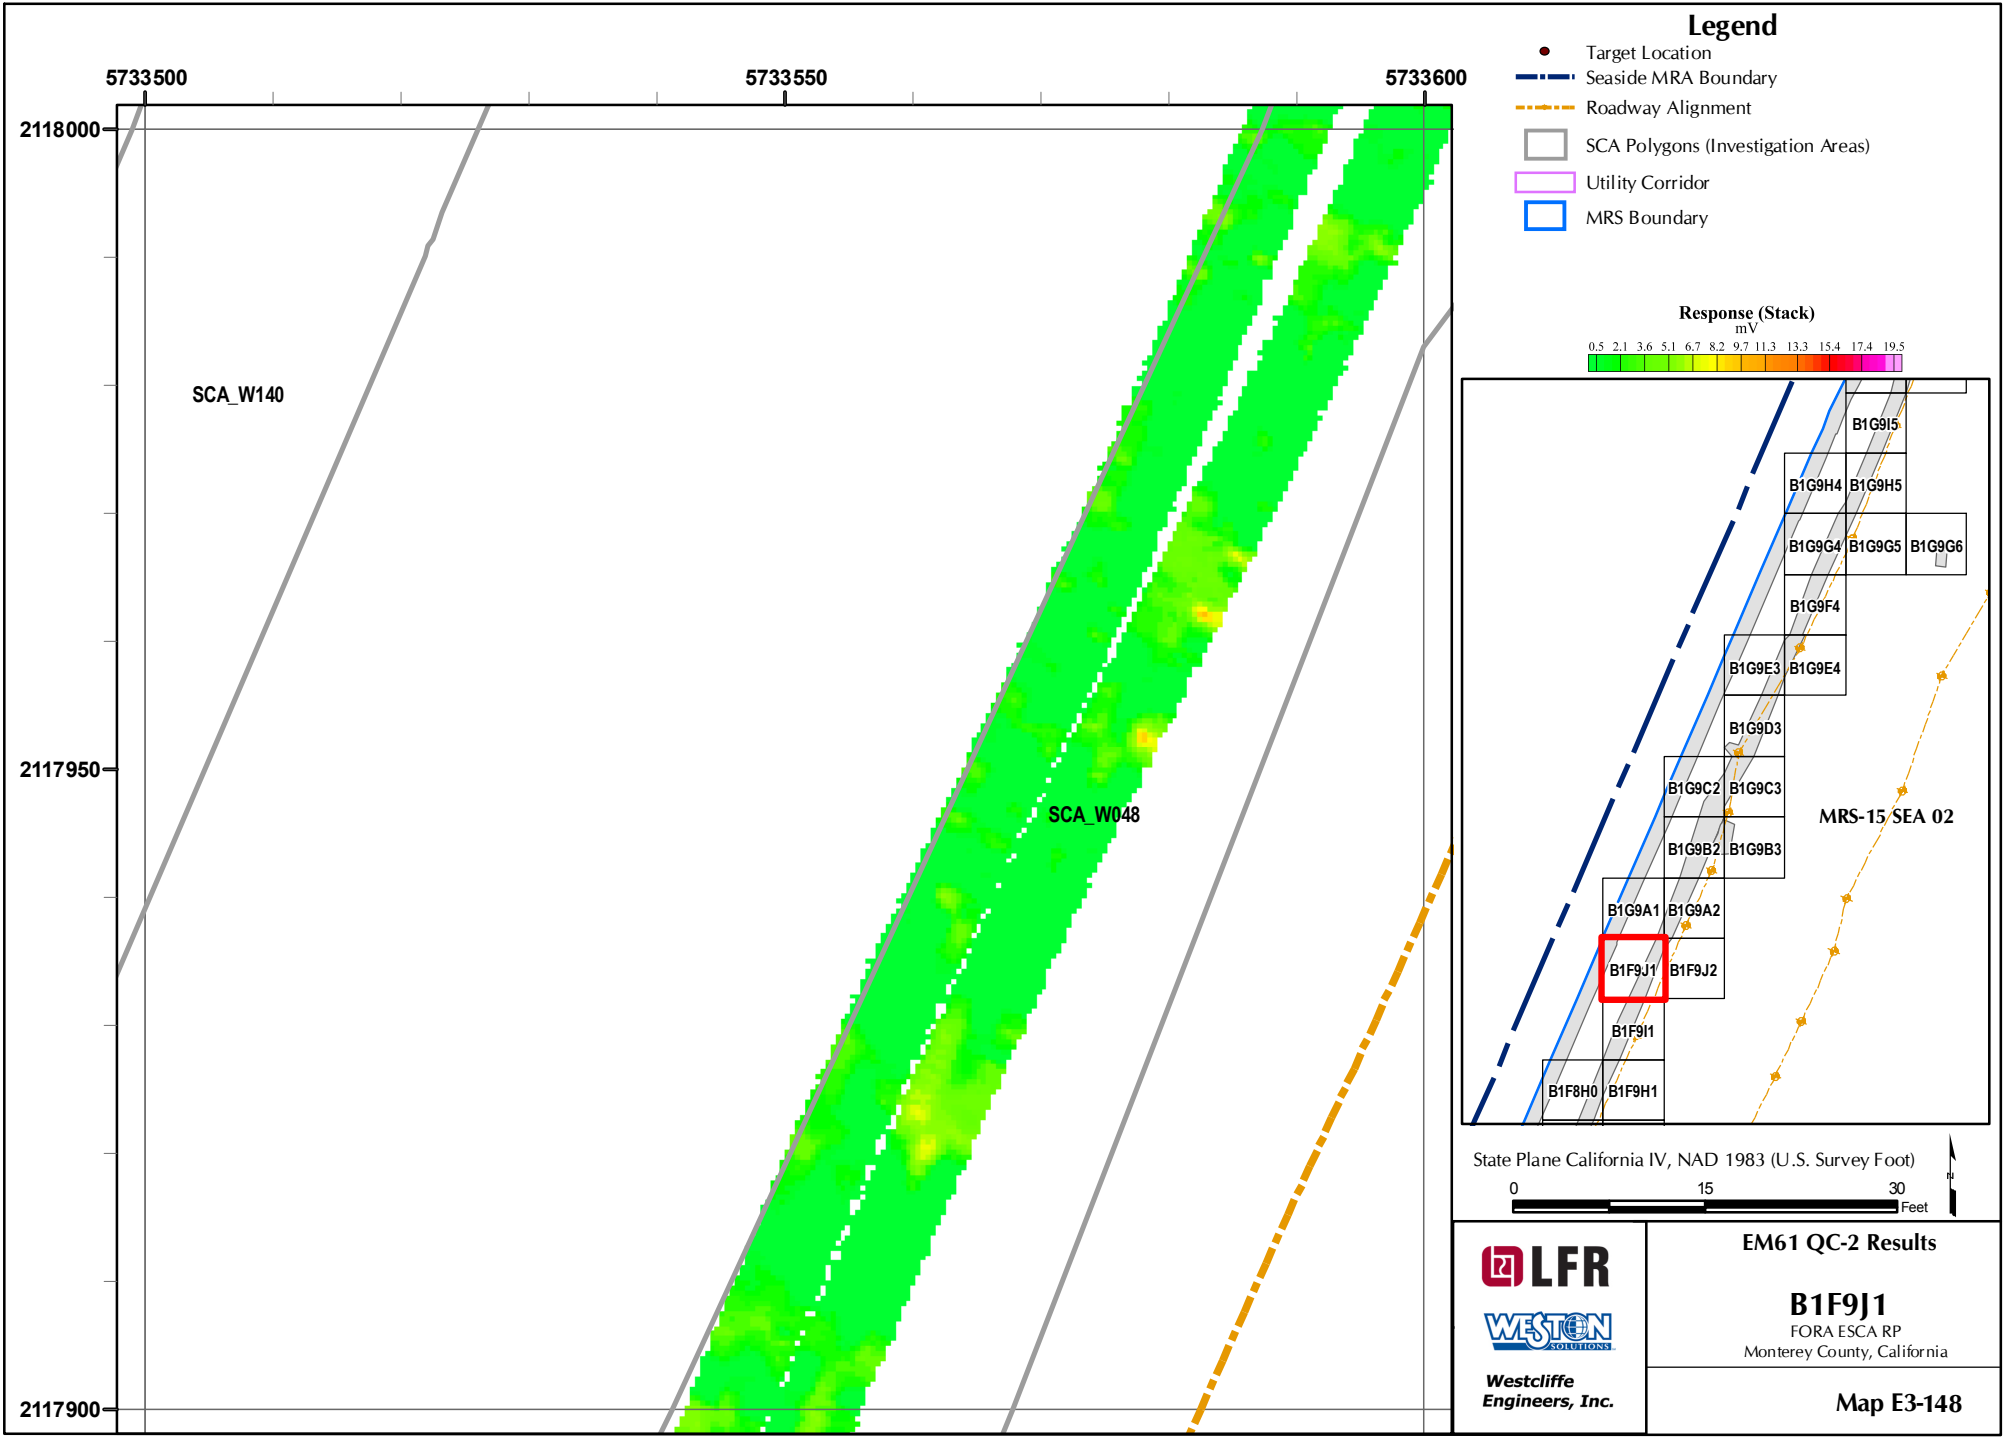 5733500
5733550
5733600
2118000
2117950
2117900
SCA_W140
SCA_W048
Legend
Target Location
Seaside MRA Boundary
Roadway Alignment
SCA Polygons (Investigation Areas)
Utility Corridor
MRS Boundary
Response (Stack)
mV
0.5 2.1 3.6 5.1 6.7 8.2 9.7 11.3 13.3 15.4 17.4 19.5
B1G9I5
B1G9H4 B1G9H5
B1G9G4 B1G9G5 B1G9G6
B1G9F4
B1G9E3 B1G9E4
B1G9D3
B1G9C2 B1G9C3
MRS-15 SEA 02
B1G9B2 B1G9B3
B1G9A1 B1G9A2
B1F9J1 B1F9J2
B1F9I1
B1F8H0 B1F9H1
State Plane California IV, NAD 1983 (U.S. Survey Foot)
N
0 15 30
Feet
LFR
WESTON
SOLUTIONS
Westcliffe
Engineers, Inc.
EM61 QC-2 Results
B1F9J1
FORA ESCA RP
Monterey County, California
Map E3-148